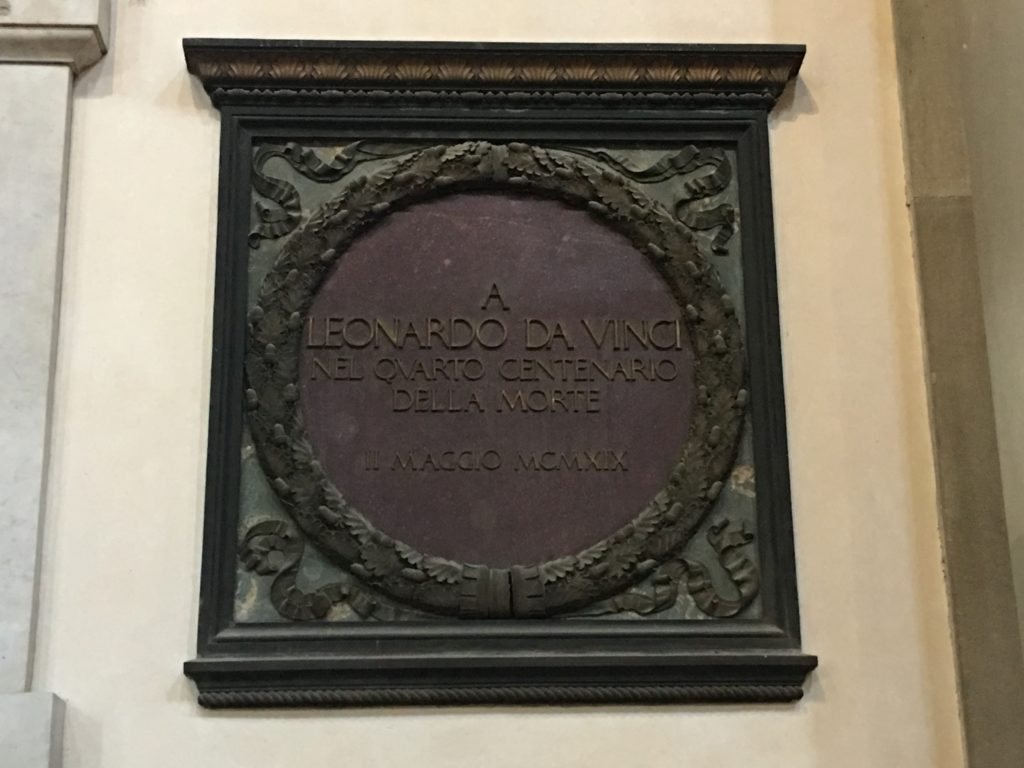 A
LEONARDO DA VINCI
NEL QVARTO CENTENARIO
DELLA MORTE
II MAGGIO MCMXIX